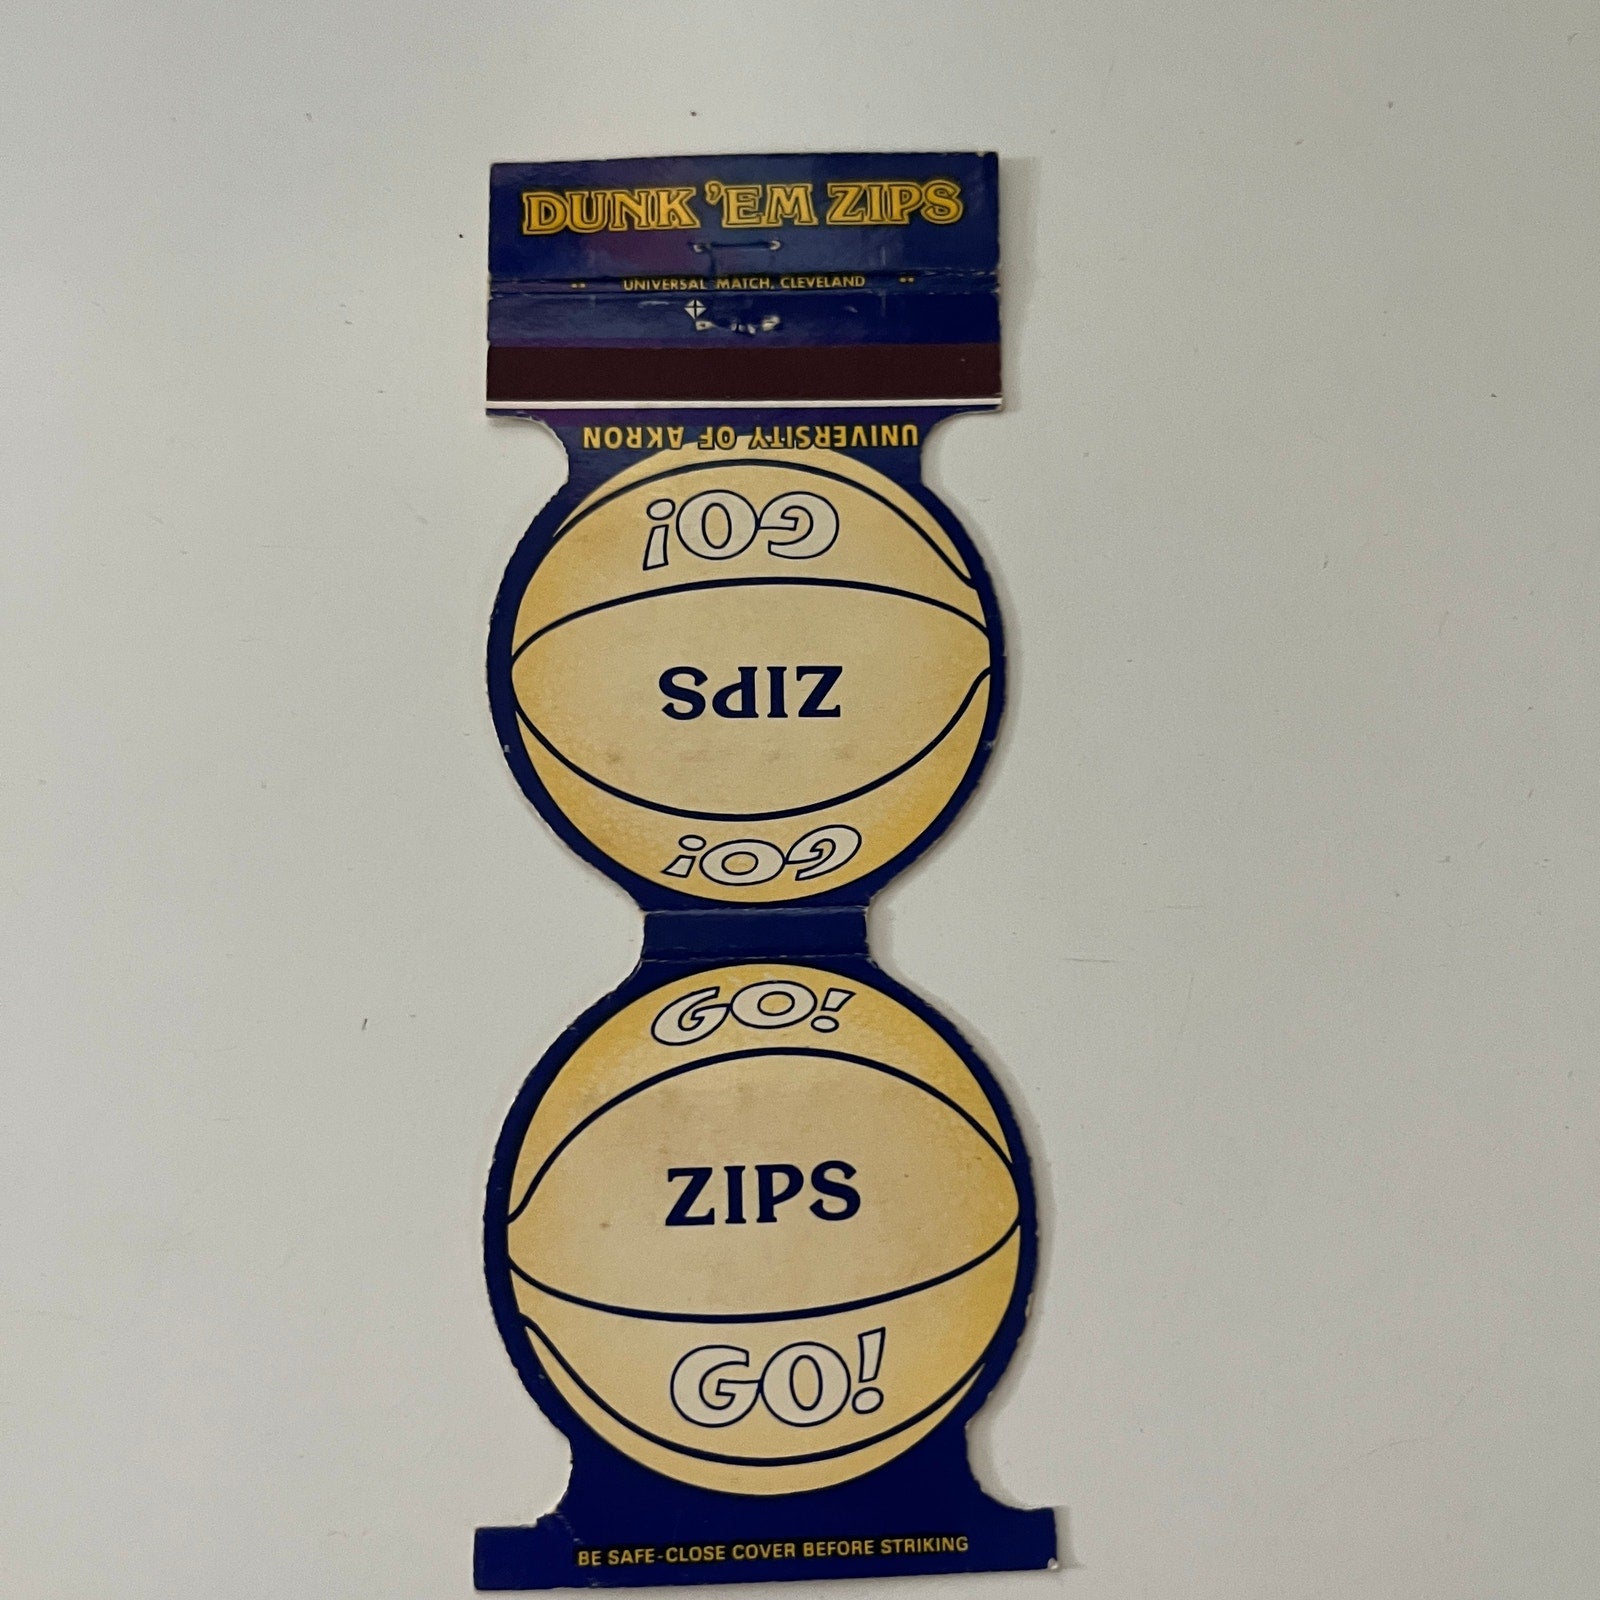 DUNK 'EM ZIPS
UNIVERSAL MATCH, CLEVELAND
UNIVERSITY OF AKRON
GO!
ZIPS
GO!
GO!
ZIPS
GO!
BE SAFE-CLOSE COVER BEFORE STRIKING